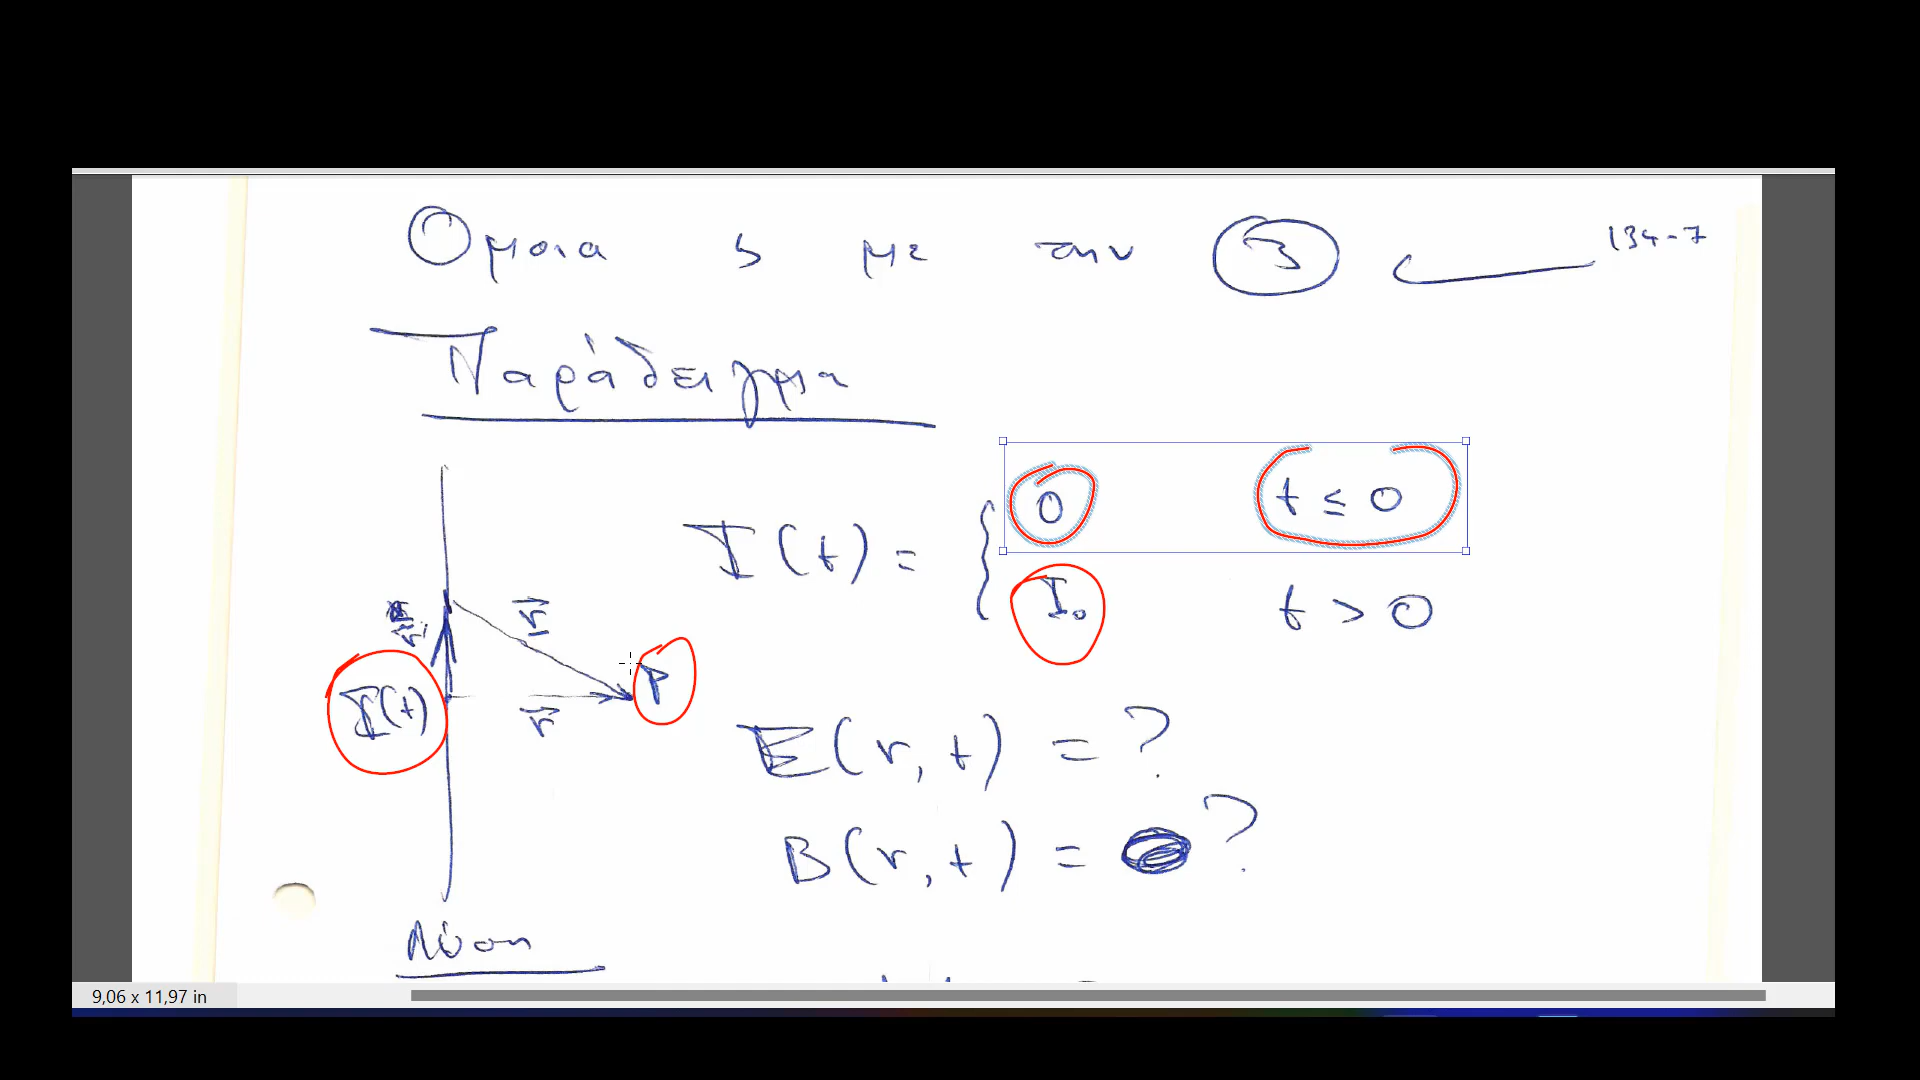 Όμοια 5 με την 3 134-7
Παράδειγμα
I(t) = { 0 t ≤ 0
I₀ t > 0
r' r
I(t) r P
E(r, t) = ?
B(r, t) = ?
Λύση
9,06 x 11,97 in